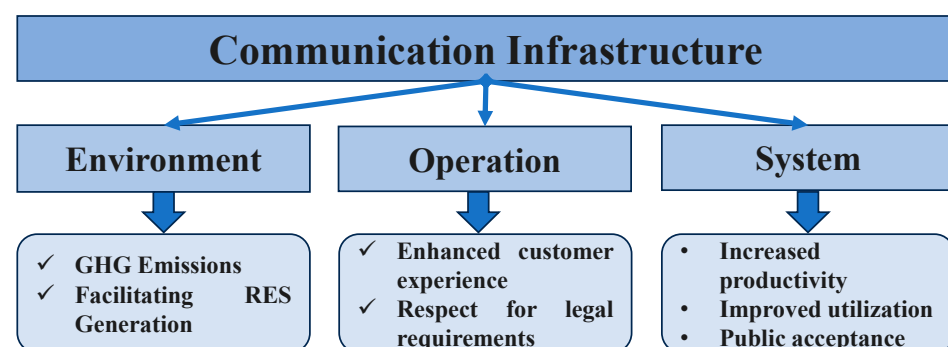 Communication Infrastructure
Environment
Operation
System
✓ GHG Emissions
✓ Facilitating RES
Generation
✓ Enhanced customer
experience
✓ Respect for legal
requirements
• Increased
productivity
• Improved utilization
• Public acceptance